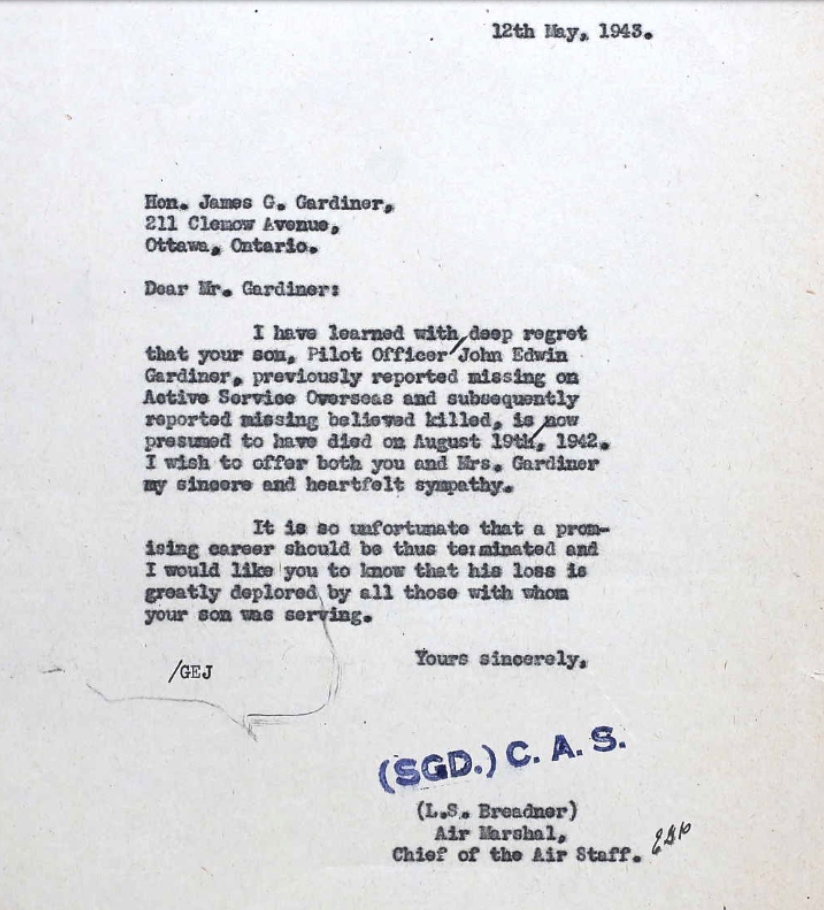 12th May, 1943.
Hon. James G. Gardiner,
211 Clemow Avenue,
Ottawa, Ontario.
Dear Mr. Gardiner:
I have learned with deep regret
that your son, Pilot Officer John Edwin
Gardiner, previously reported missing on
Active Service Overseas and subsequently
reported missing believed killed, is now
presumed to have died on August 19th, 1942.
I wish to offer both you and Mrs. Gardiner
my sincere and heartfelt sympathy.
It is so unfortunate that a prom-
ising career should be thus terminated and
I would like you to know that his loss is
greatly deplored by all those with whom
your son was serving.
Yours sincerely,
/GEJ
(SGD.) C. A. S.
(L.S. Breadner)
Air Marshal,
Chief of the Air Staff.